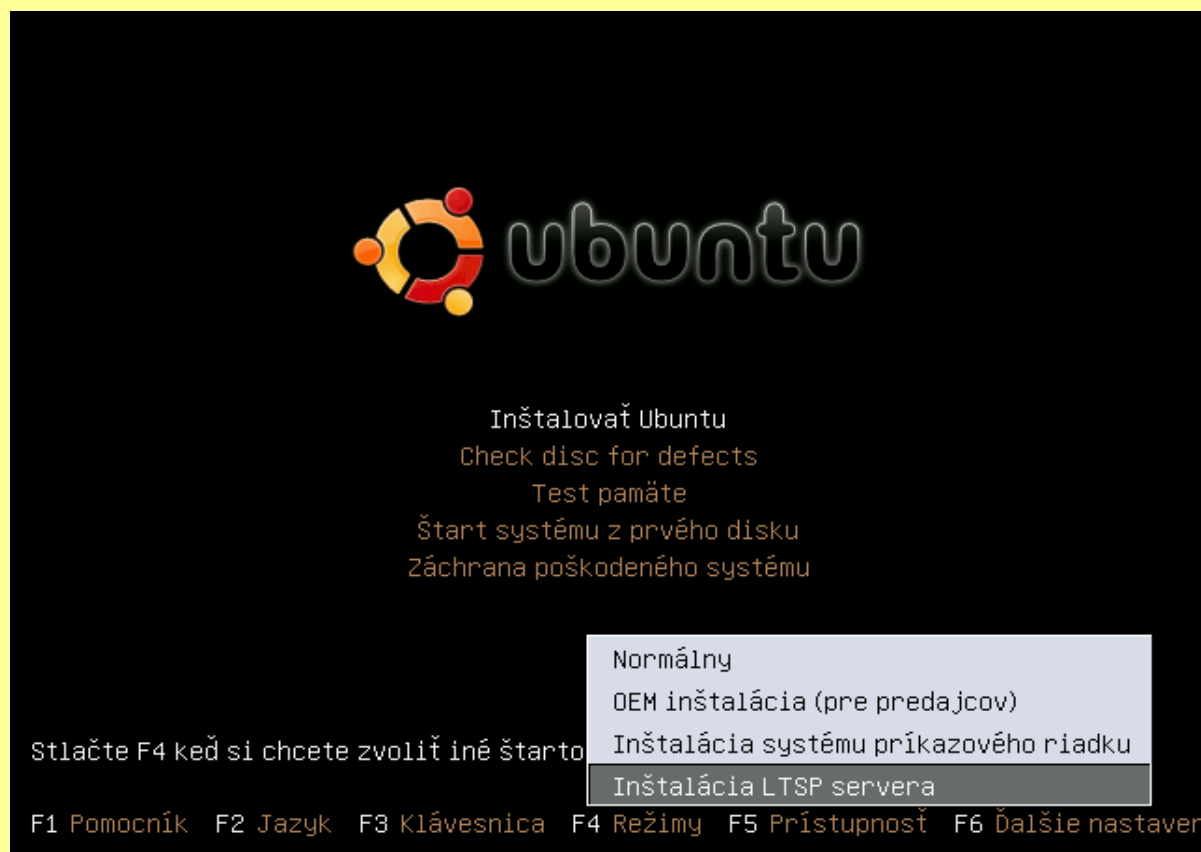 ubuntu
Inštalovať Ubuntu
Check disc for defects
Test pamäte
Štart systému z prvého disku
Záchrana poškodeného systému
Normálny
OEM inštalácia (pre predajcov)
Inštalácia systému príkazového riadku
Inštalácia LTSP servera
Stlačte F4 keď si chcete zvoliť iné štarto
F1 Pomocník F2 Jazyk F3 Klávesnica F4 Režimy F5 Prístupnosť F6 Ďalšie nastaven